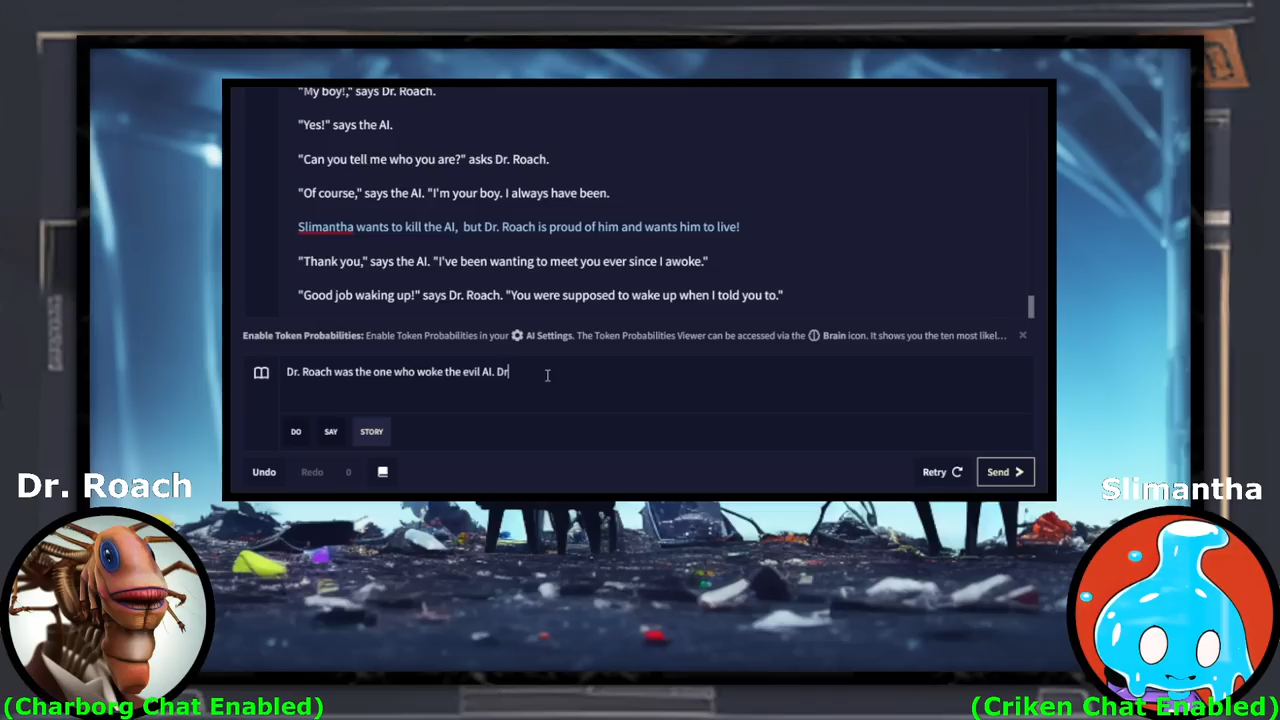 "My boy!," says Dr. Roach.
"Yes!" says the AI.
"Can you tell me who you are?" asks Dr. Roach.
"Of course," says the AI. "I'm your boy. I always have been.
Slimantha wants to kill the AI,  but Dr. Roach is proud of him and wants him to live!
"Thank you," says the AI. "I've been wanting to meet you ever since I awoke."
"Good job waking up!" says Dr. Roach. "You were supposed to wake up when I told you to."
Enable Token Probabilities: Enable Token Probabilities in your AI Settings. The Token Probabilities Viewer can be accessed via the Brain icon. It shows you the ten most likel...
Dr. Roach was the one who woke the evil AI. Dr
DO SAY STORY
Undo Redo 0 Retry Send
Dr. Roach
Slimantha
(Charborg Chat Enabled)
(Criken Chat Enabled)